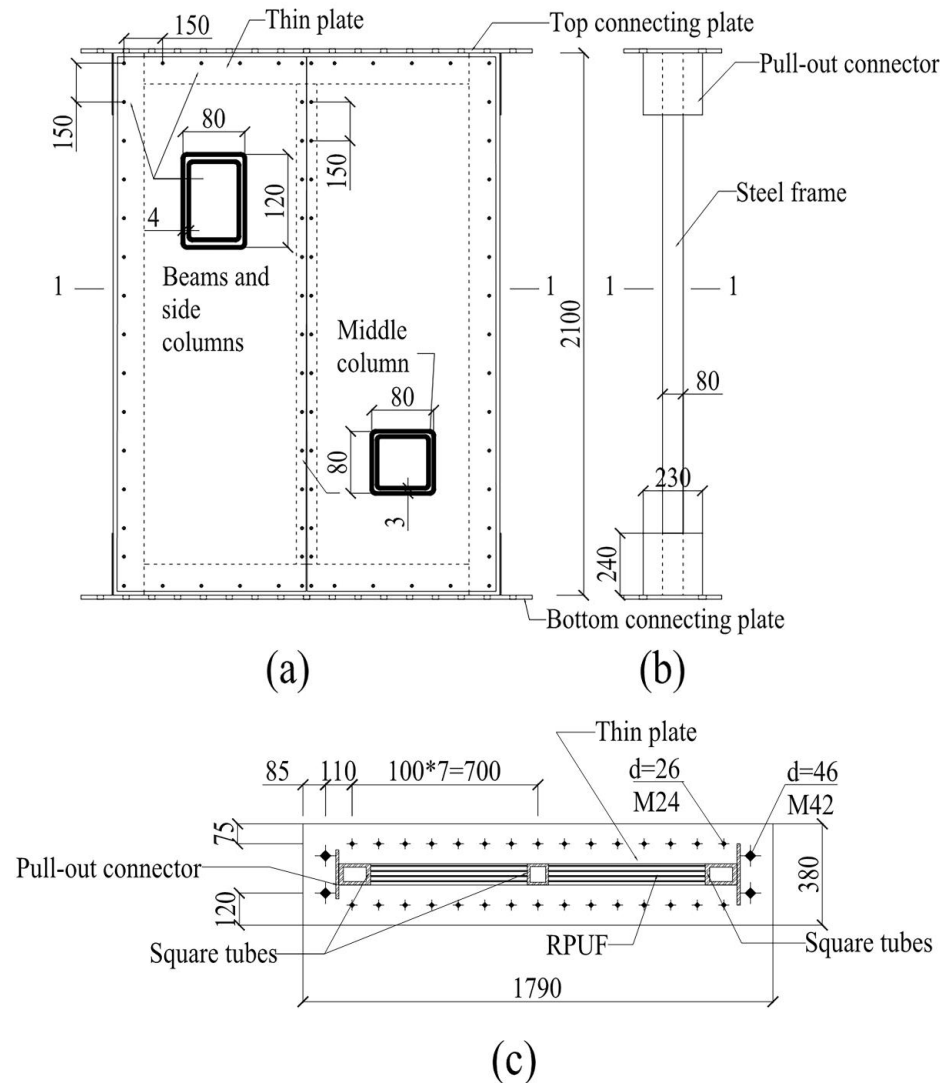 150
Thin plate
Top connecting plate
Pull-out connector
150
80
150
120
4
Steel frame
1
Beams and
side
columns
1
1
1
Middle
column
2100
80
80
80
3
230
240
Bottom connecting plate
(a)
(b)
Thin plate
85
110
100*7=700
d=26
M24
d=46
M42
75
Pull-out connector
120
380
Square tubes
RPUF
Square tubes
1790
(c)